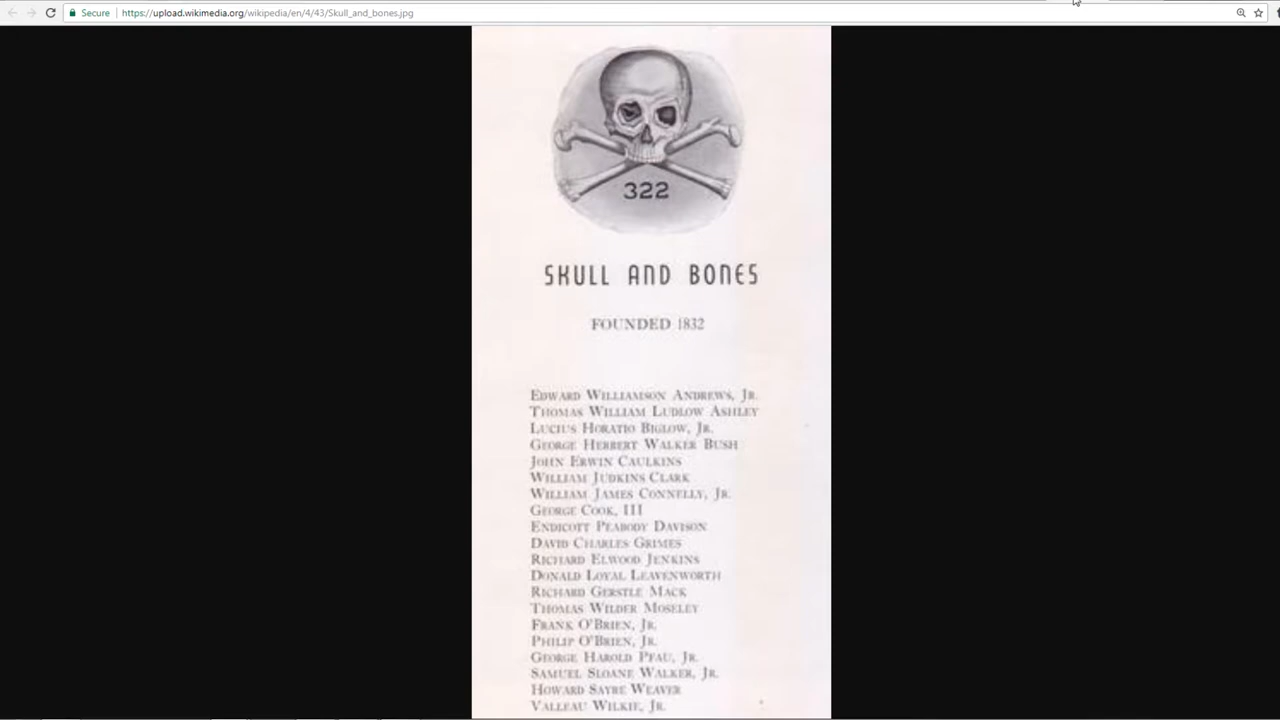 Secure
https://upload.wikimedia.org/wikipedia/en/4/43/Skull_and_bones.jpg
322
SKULL AND BONES
FOUNDED 1832
EDWARD WILLIAMSON ANDREWS, JR.
THOMAS WILLIAM LUDLOW ASHLEY
LUCIUS HORATIO BIGLOW, JR.
GEORGE HERBERT WALKER BUSH
JOHN ERWIN CAULKINS
WILLIAM JUDKINS CLARK
WILLIAM JAMES CONNELLY, JR.
GEORGE COOK, III
ENDICOTT PEABODY DAVISON
DAVID CHARLES GRIMES
RICHARD ELWOOD JENKINS
DONALD LOYAL LEAVENWORTH
RICHARD GERSTLE MACK
THOMAS WILDER MOSELEY
FRANK O'BRIEN, JR.
PHILIP O'BRIEN, JR.
GEORGE HAROLD PFAU, JR.
SAMUEL SLOANE WALKER, JR.
HOWARD SAYRE WEAVER
VALLEAU WILKIE, JR.